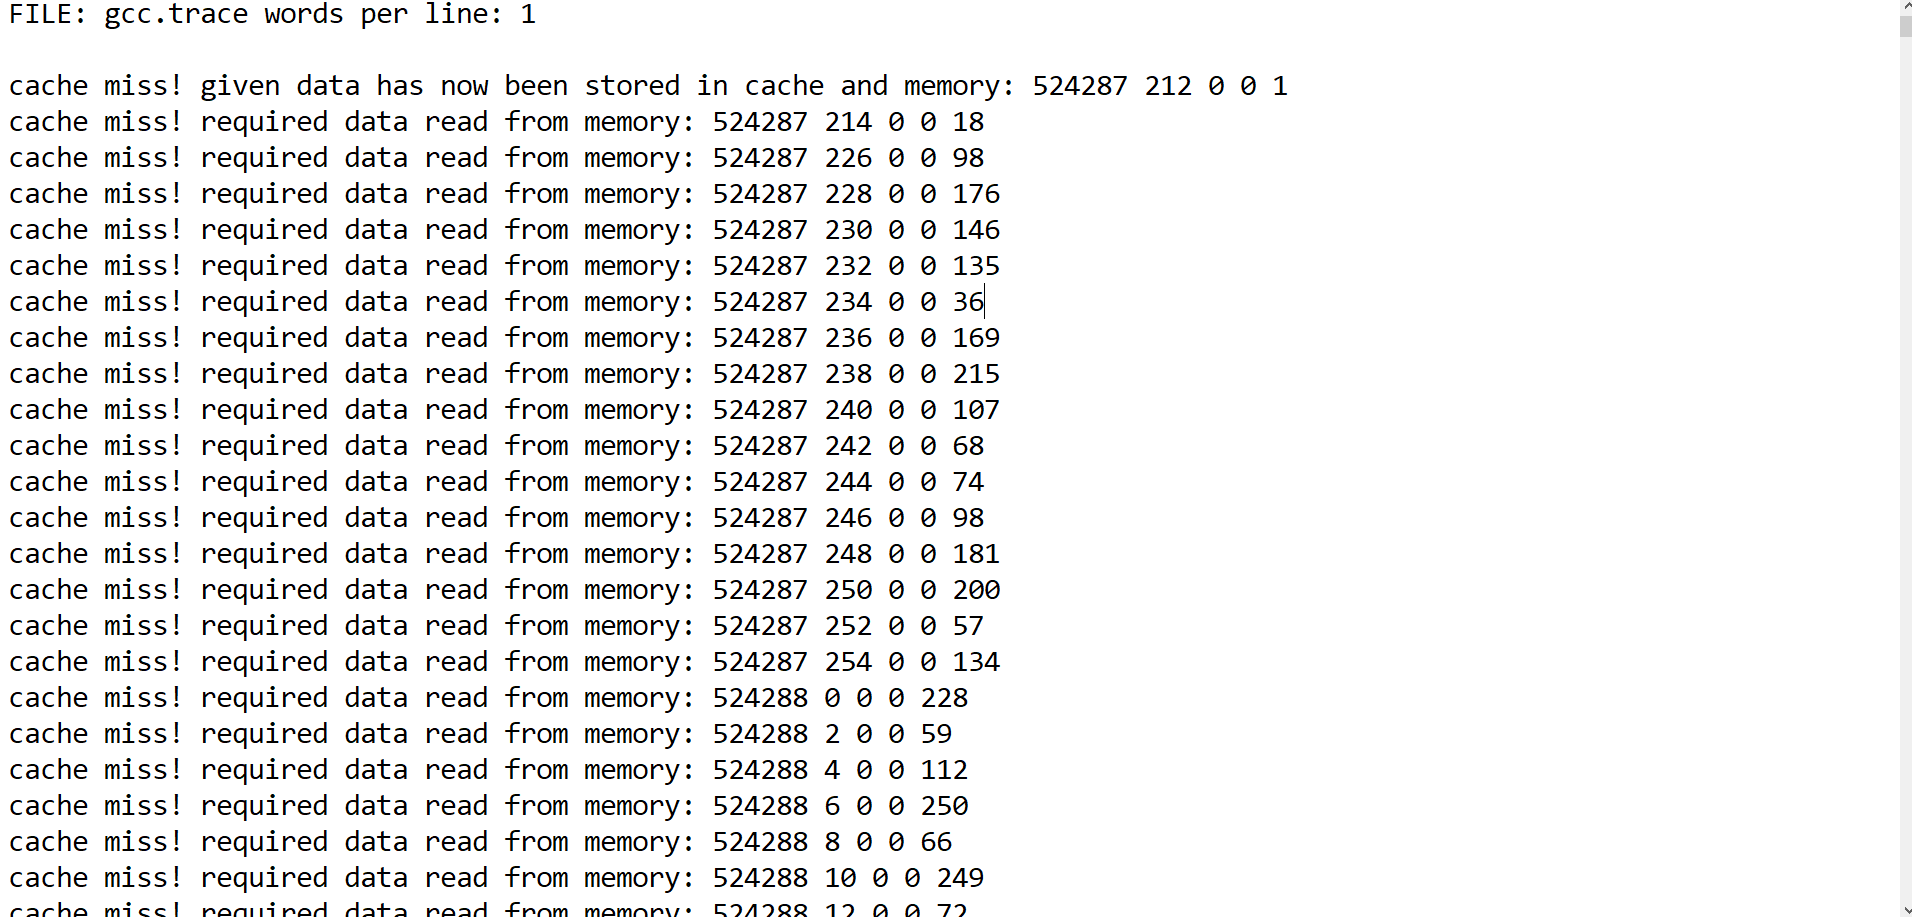 FILE: gcc.trace words per line: 1
cache miss! given data has now been stored in cache and memory: 524287 212 0 0 1
cache miss! required data read from memory: 524287 214 0 0 18
cache miss! required data read from memory: 524287 226 0 0 98
cache miss! required data read from memory: 524287 228 0 0 176
cache miss! required data read from memory: 524287 230 0 0 146
cache miss! required data read from memory: 524287 232 0 0 135
cache miss! required data read from memory: 524287 234 0 0 36
cache miss! required data read from memory: 524287 236 0 0 169
cache miss! required data read from memory: 524287 238 0 0 215
cache miss! required data read from memory: 524287 240 0 0 107
cache miss! required data read from memory: 524287 242 0 0 68
cache miss! required data read from memory: 524287 244 0 0 74
cache miss! required data read from memory: 524287 246 0 0 98
cache miss! required data read from memory: 524287 248 0 0 181
cache miss! required data read from memory: 524287 250 0 0 200
cache miss! required data read from memory: 524287 252 0 0 57
cache miss! required data read from memory: 524287 254 0 0 134
cache miss! required data read from memory: 524288 0 0 0 228
cache miss! required data read from memory: 524288 2 0 0 59
cache miss! required data read from memory: 524288 4 0 0 112
cache miss! required data read from memory: 524288 6 0 0 250
cache miss! required data read from memory: 524288 8 0 0 66
cache miss! required data read from memory: 524288 10 0 0 249
cache miss! required data read from memory: 524288 12 0 0 72